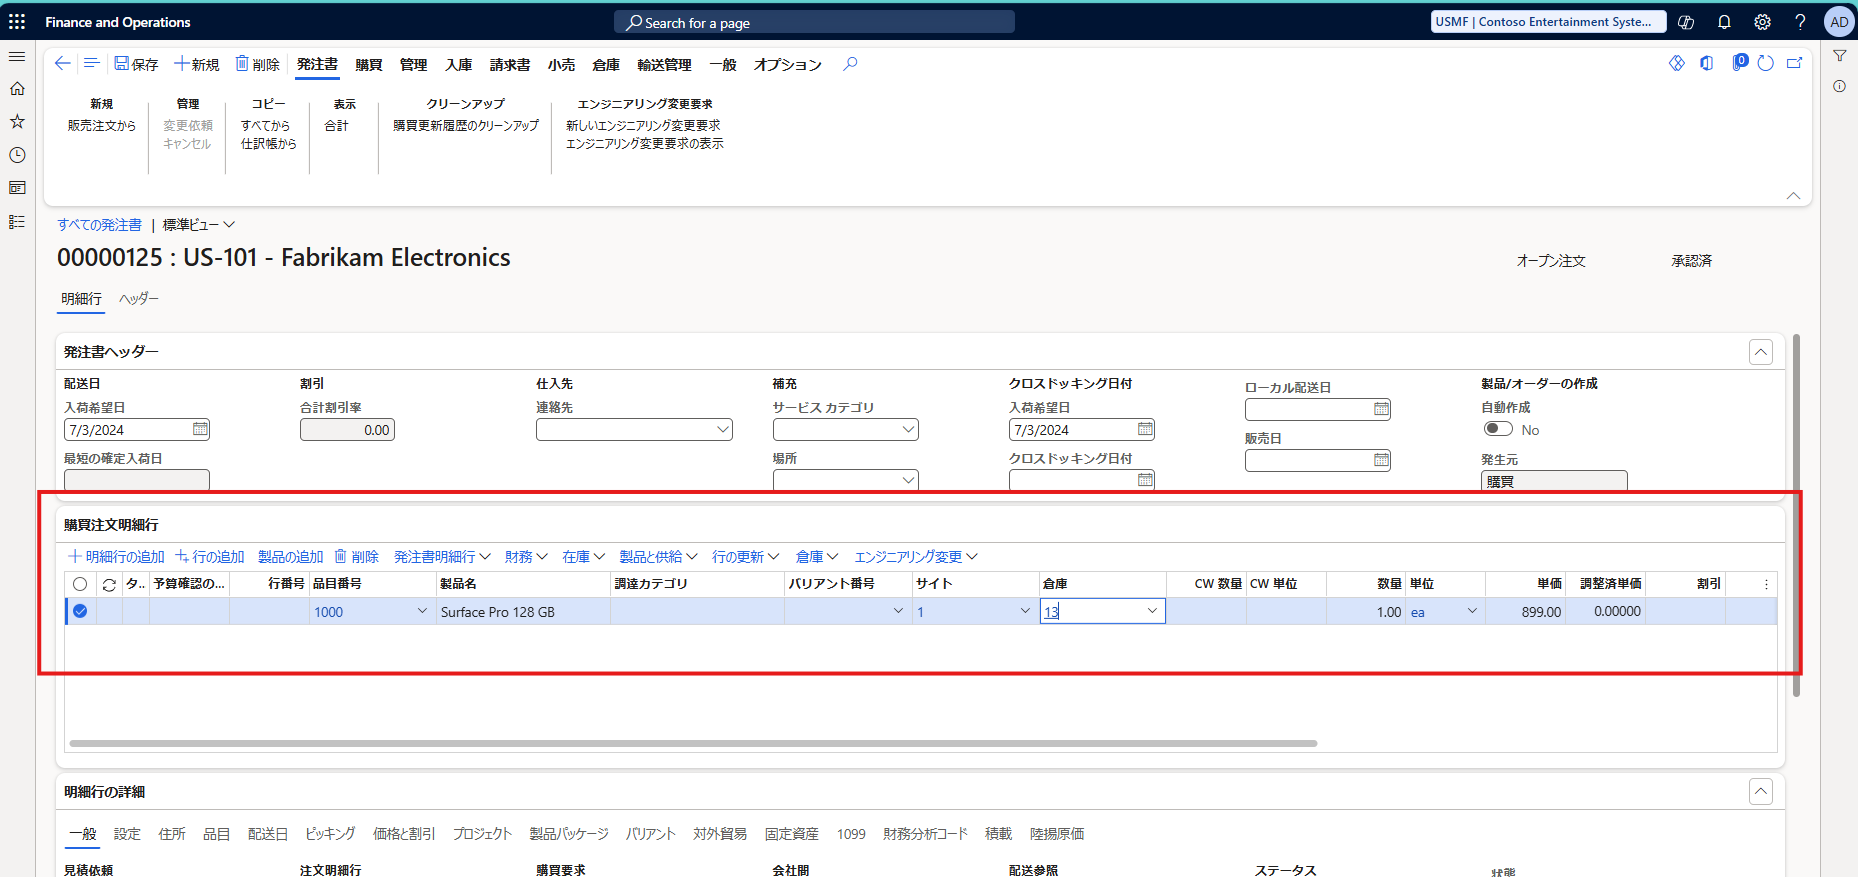 Finance and Operations
Search for a page
USMF | Contoso Entertainment Syste...
AD
保存 新規 削除 発注書 購買 管理 入庫 請求書 小売 倉庫 輸送管理 一般 オプション
0
新規 管理 コピー 表示 クリーンアップ エンジニアリング変更要求
販売注文から 変更依頼 すべてから 合計 購買更新履歴のクリーンアップ 新しいエンジニアリング変更要求
キャンセル 仕訳帳から エンジニアリング変更要求の表示
すべての発注書 | 標準ビュー
00000125 : US-101 - Fabrikam Electronics
オープン注文 承認済
明細行 ヘッダー
発注書ヘッダー
配送日 割引 仕入先 補充 クロスドッキング日付 ローカル配送日 製品/オーダーの作成
入荷希望日 合計割引率 連絡先 サービス カテゴリ 入荷希望日 自動作成
7/3/2024 0.00 7/3/2024 販売日 No
最短の確定入荷日 場所 クロスドッキング日付 発生元
購買
購買注文明細行
明細行の追加 行の追加 製品の追加 削除 発注書明細行 財務 在庫 製品と供給 行の更新 倉庫 エンジニアリング変更
タ.. 予算確認の... 行番号 品目番号 製品名 調達カテゴリ バリアント番号 サイト 倉庫 CW 数量 CW 単位 数量 単位 単価 調整済単価 割引
1000 Surface Pro 128 GB 1 13 1.00 ea 899.00 0.00000
明細行の詳細
一般 設定 住所 品目 配送日 ピッキング 価格と割引 プロジェクト 製品パッケージ バリアント 対外貿易 固定資産 1099 財務分析コード 積載 陸揚原価
見積依頼 注文明細行 購買要求 会社間 配送参照 ステータス 状態